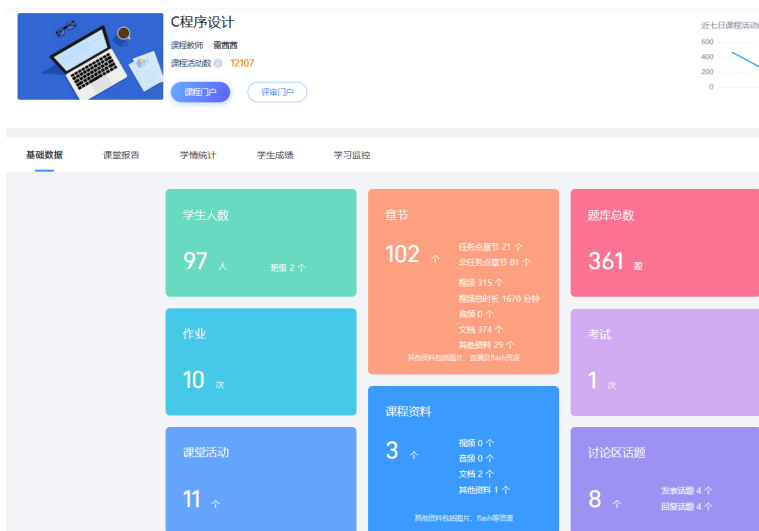 C程序设计
课程教师 雷茜茜
课程活动数 12107
课程门户 评审门户
近七日课程活动
600
400
200
0
基础数据 课堂报告 学情统计 学生成绩 学习监控
学生人数
97 人 班级 2 个
章节
102 个
任务点章节 21 个
非任务点章节 81 个
视频 315 个
视频总时长 1670 分钟
音频 0 个
文档 374 个
其他资料 29 个
其他资料包括图片、直播及flash资源
题库总数
361 题
作业
10 次
考试
1 次
课程资料
3 个
视频 0 个
音频 0 个
文档 2 个
其他资料 1 个
其他资料包括图片、flash等资源
课堂活动
11 个
讨论区话题
8 个
发表话题 4 个
回复话题 4 个